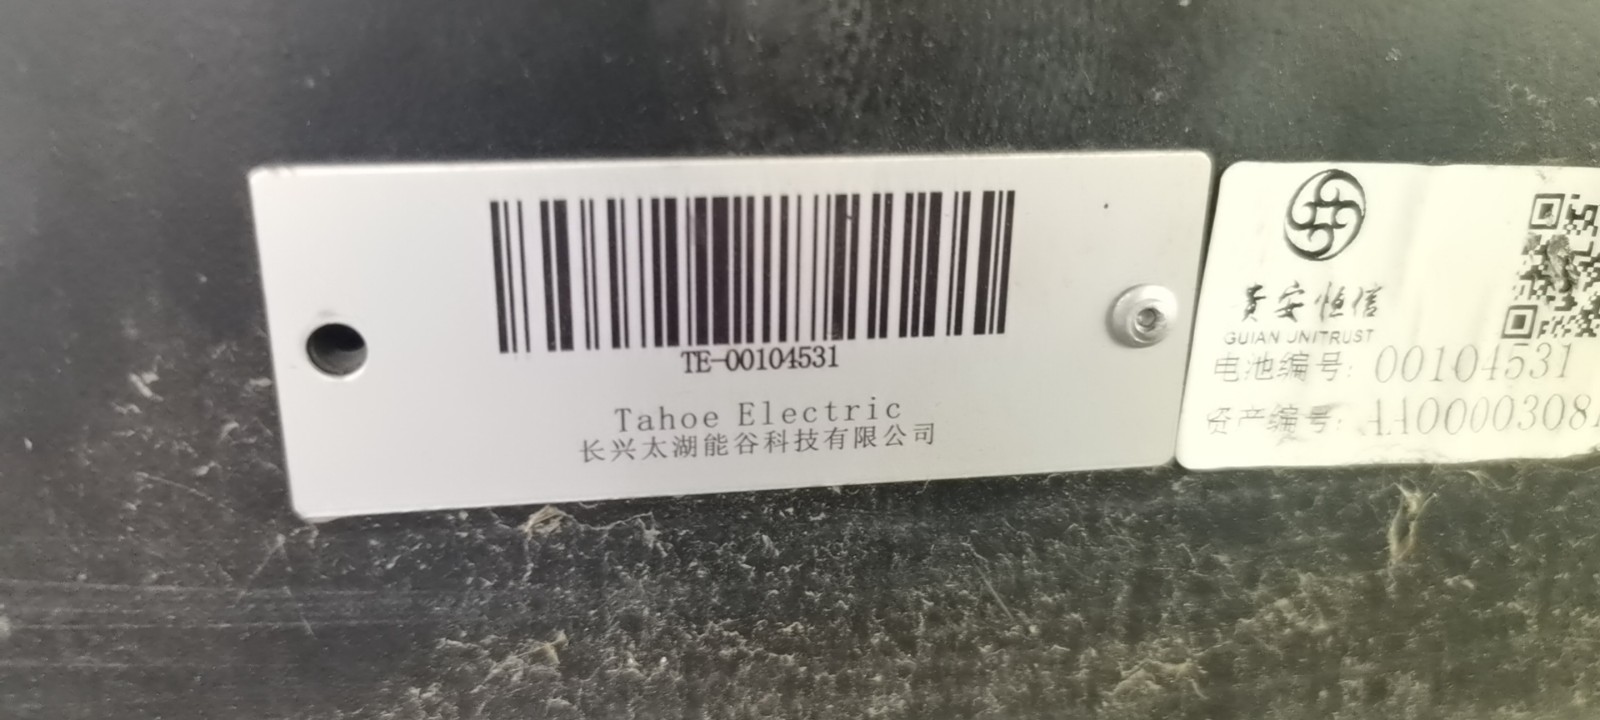 TE-00104531
Tahoe Electric
长兴太湖能谷科技有限公司
贵安恒信
GUIAN UNITRUST
电池编号: 00104531
资产编号: AA0000308